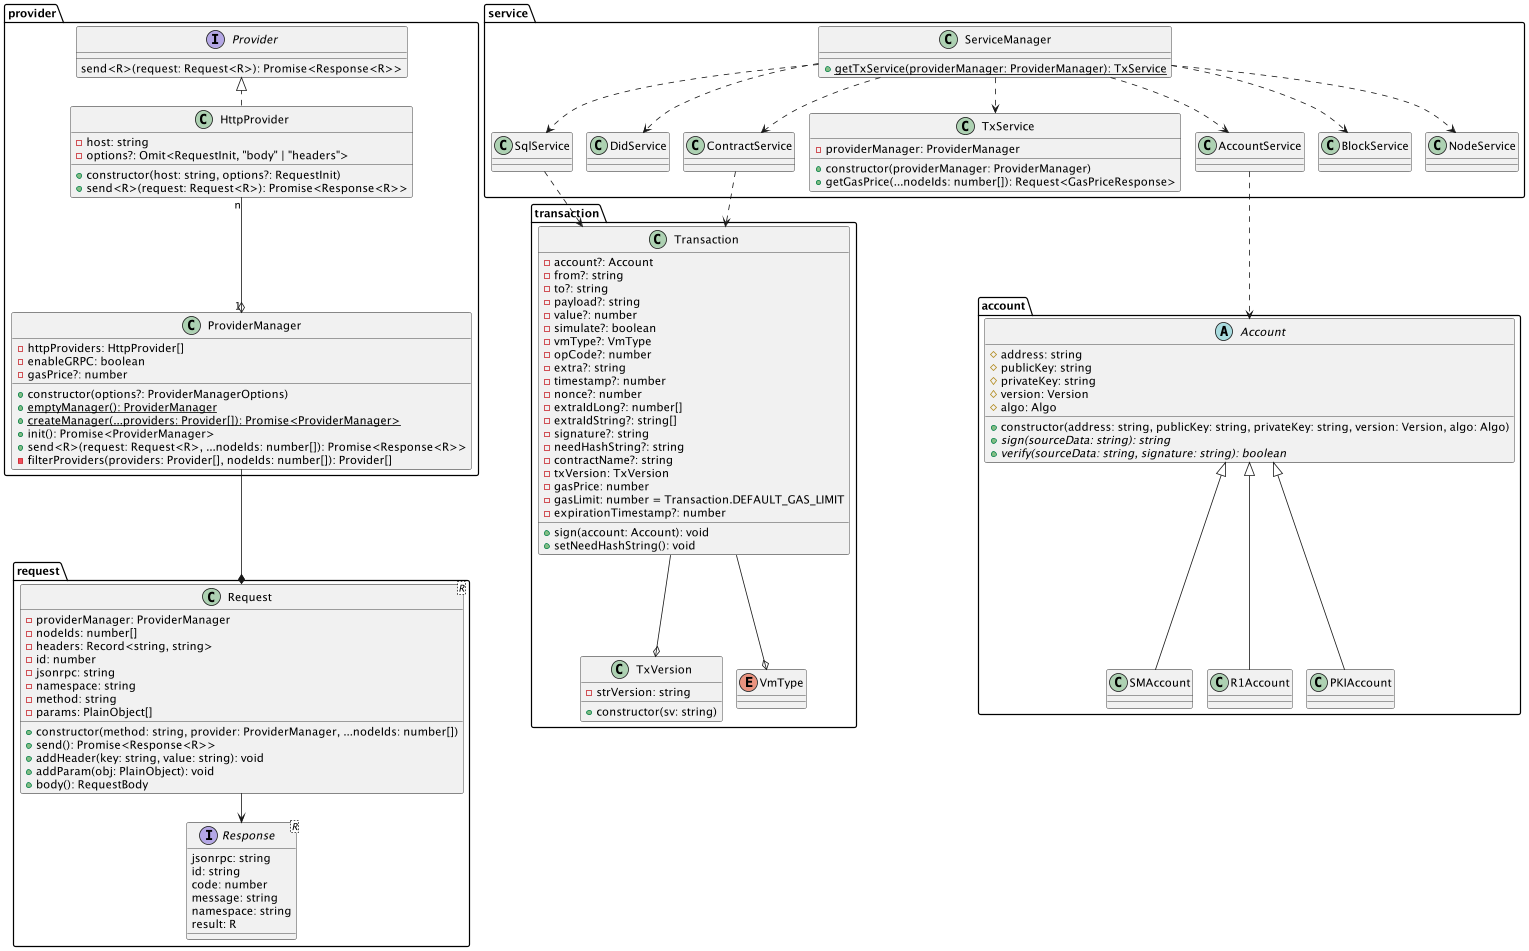 provider
I Provider
send<R>(request: Request<R>): Promise<Response<R>>
C HttpProvider
host: string
options?: Omit<RequestInit, "body" | "headers">
constructor(host: string, options?: RequestInit)
send<R>(request: Request<R>): Promise<Response<R>>
n
1
C ProviderManager
httpProviders: HttpProvider[]
enableGRPC: boolean
gasPrice?: number
constructor(options?: ProviderManagerOptions)
emptyManager(): ProviderManager
createManager(...providers: Provider[]): Promise<ProviderManager>
init(): Promise<ProviderManager>
send<R>(request: Request<R>, ...nodeIds: number[]): Promise<Response<R>>
filterProviders(providers: Provider[], nodeIds: number[]): Provider[]
request
C Request
R
providerManager: ProviderManager
nodeIds: number[]
headers: Record<string, string>
id: number
jsonrpc: string
namespace: string
method: string
params: PlainObject[]
constructor(method: string, provider: ProviderManager, ...nodeIds: number[])
send(): Promise<Response<R>>
addHeader(key: string, value: string): void
addParam(obj: PlainObject): void
body(): RequestBody
I Response
R
jsonrpc: string
id: string
code: number
message: string
namespace: string
result: R
service
C ServiceManager
getTxService(providerManager: ProviderManager): TxService
C SqlService
C DidService
C ContractService
C TxService
providerManager: ProviderManager
constructor(providerManager: ProviderManager)
getGasPrice(...nodeIds: number[]): Request<GasPriceResponse>
C AccountService
C BlockService
C NodeService
transaction
C Transaction
account?: Account
from?: string
to?: string
payload?: string
value?: number
simulate?: boolean
vmType?: VmType
opCode?: number
extra?: string
timestamp?: number
nonce?: number
extraIdLong?: number[]
extraIdString?: string[]
signature?: string
needHashString?: string
contractName?: string
txVersion: TxVersion
gasPrice: number
gasLimit: number = Transaction.DEFAULT_GAS_LIMIT
expirationTimestamp?: number
sign(account: Account): void
setNeedHashString(): void
C TxVersion
strVersion: string
constructor(sv: string)
E VmType
account
A Account
address: string
publicKey: string
privateKey: string
version: Version
algo: Algo
constructor(address: string, publicKey: string, privateKey: string, version: Version, algo: Algo)
sign(sourceData: string): string
verify(sourceData: string, signature: string): boolean
C SMAccount
C R1Account
C PKIAccount